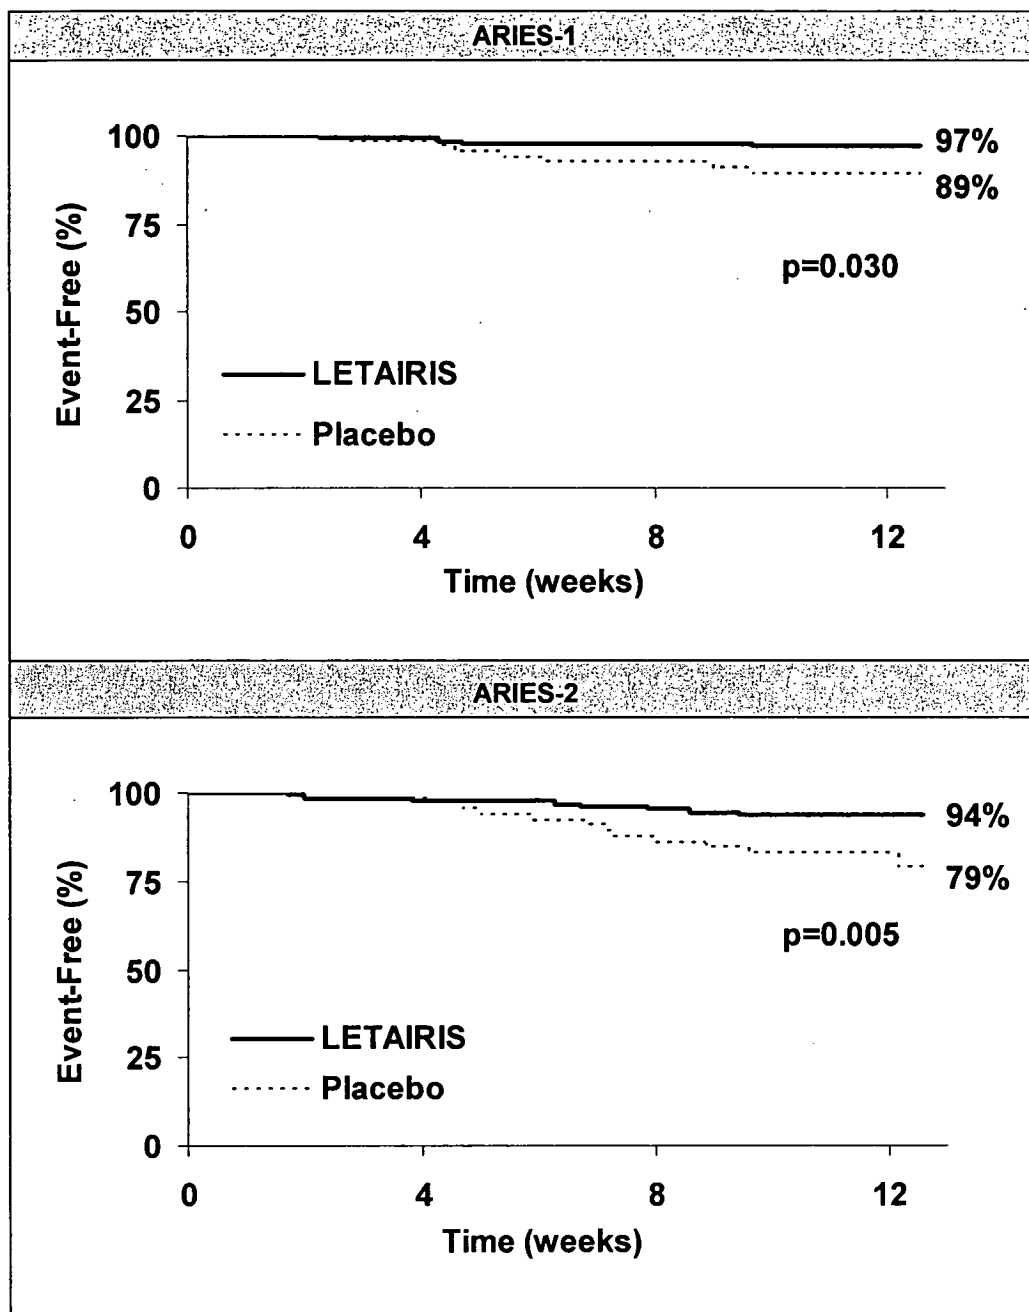 ARIES-1
100
75
50
25
0
Event-Free (%)
97%
89%
p=0.030
LETAIRIS
Placebo
0 4 8 12
Time (weeks)
ARIES-2
100
75
50
25
0
Event-Free (%)
94%
79%
p=0.005
LETAIRIS
Placebo
0 4 8 12
Time (weeks)